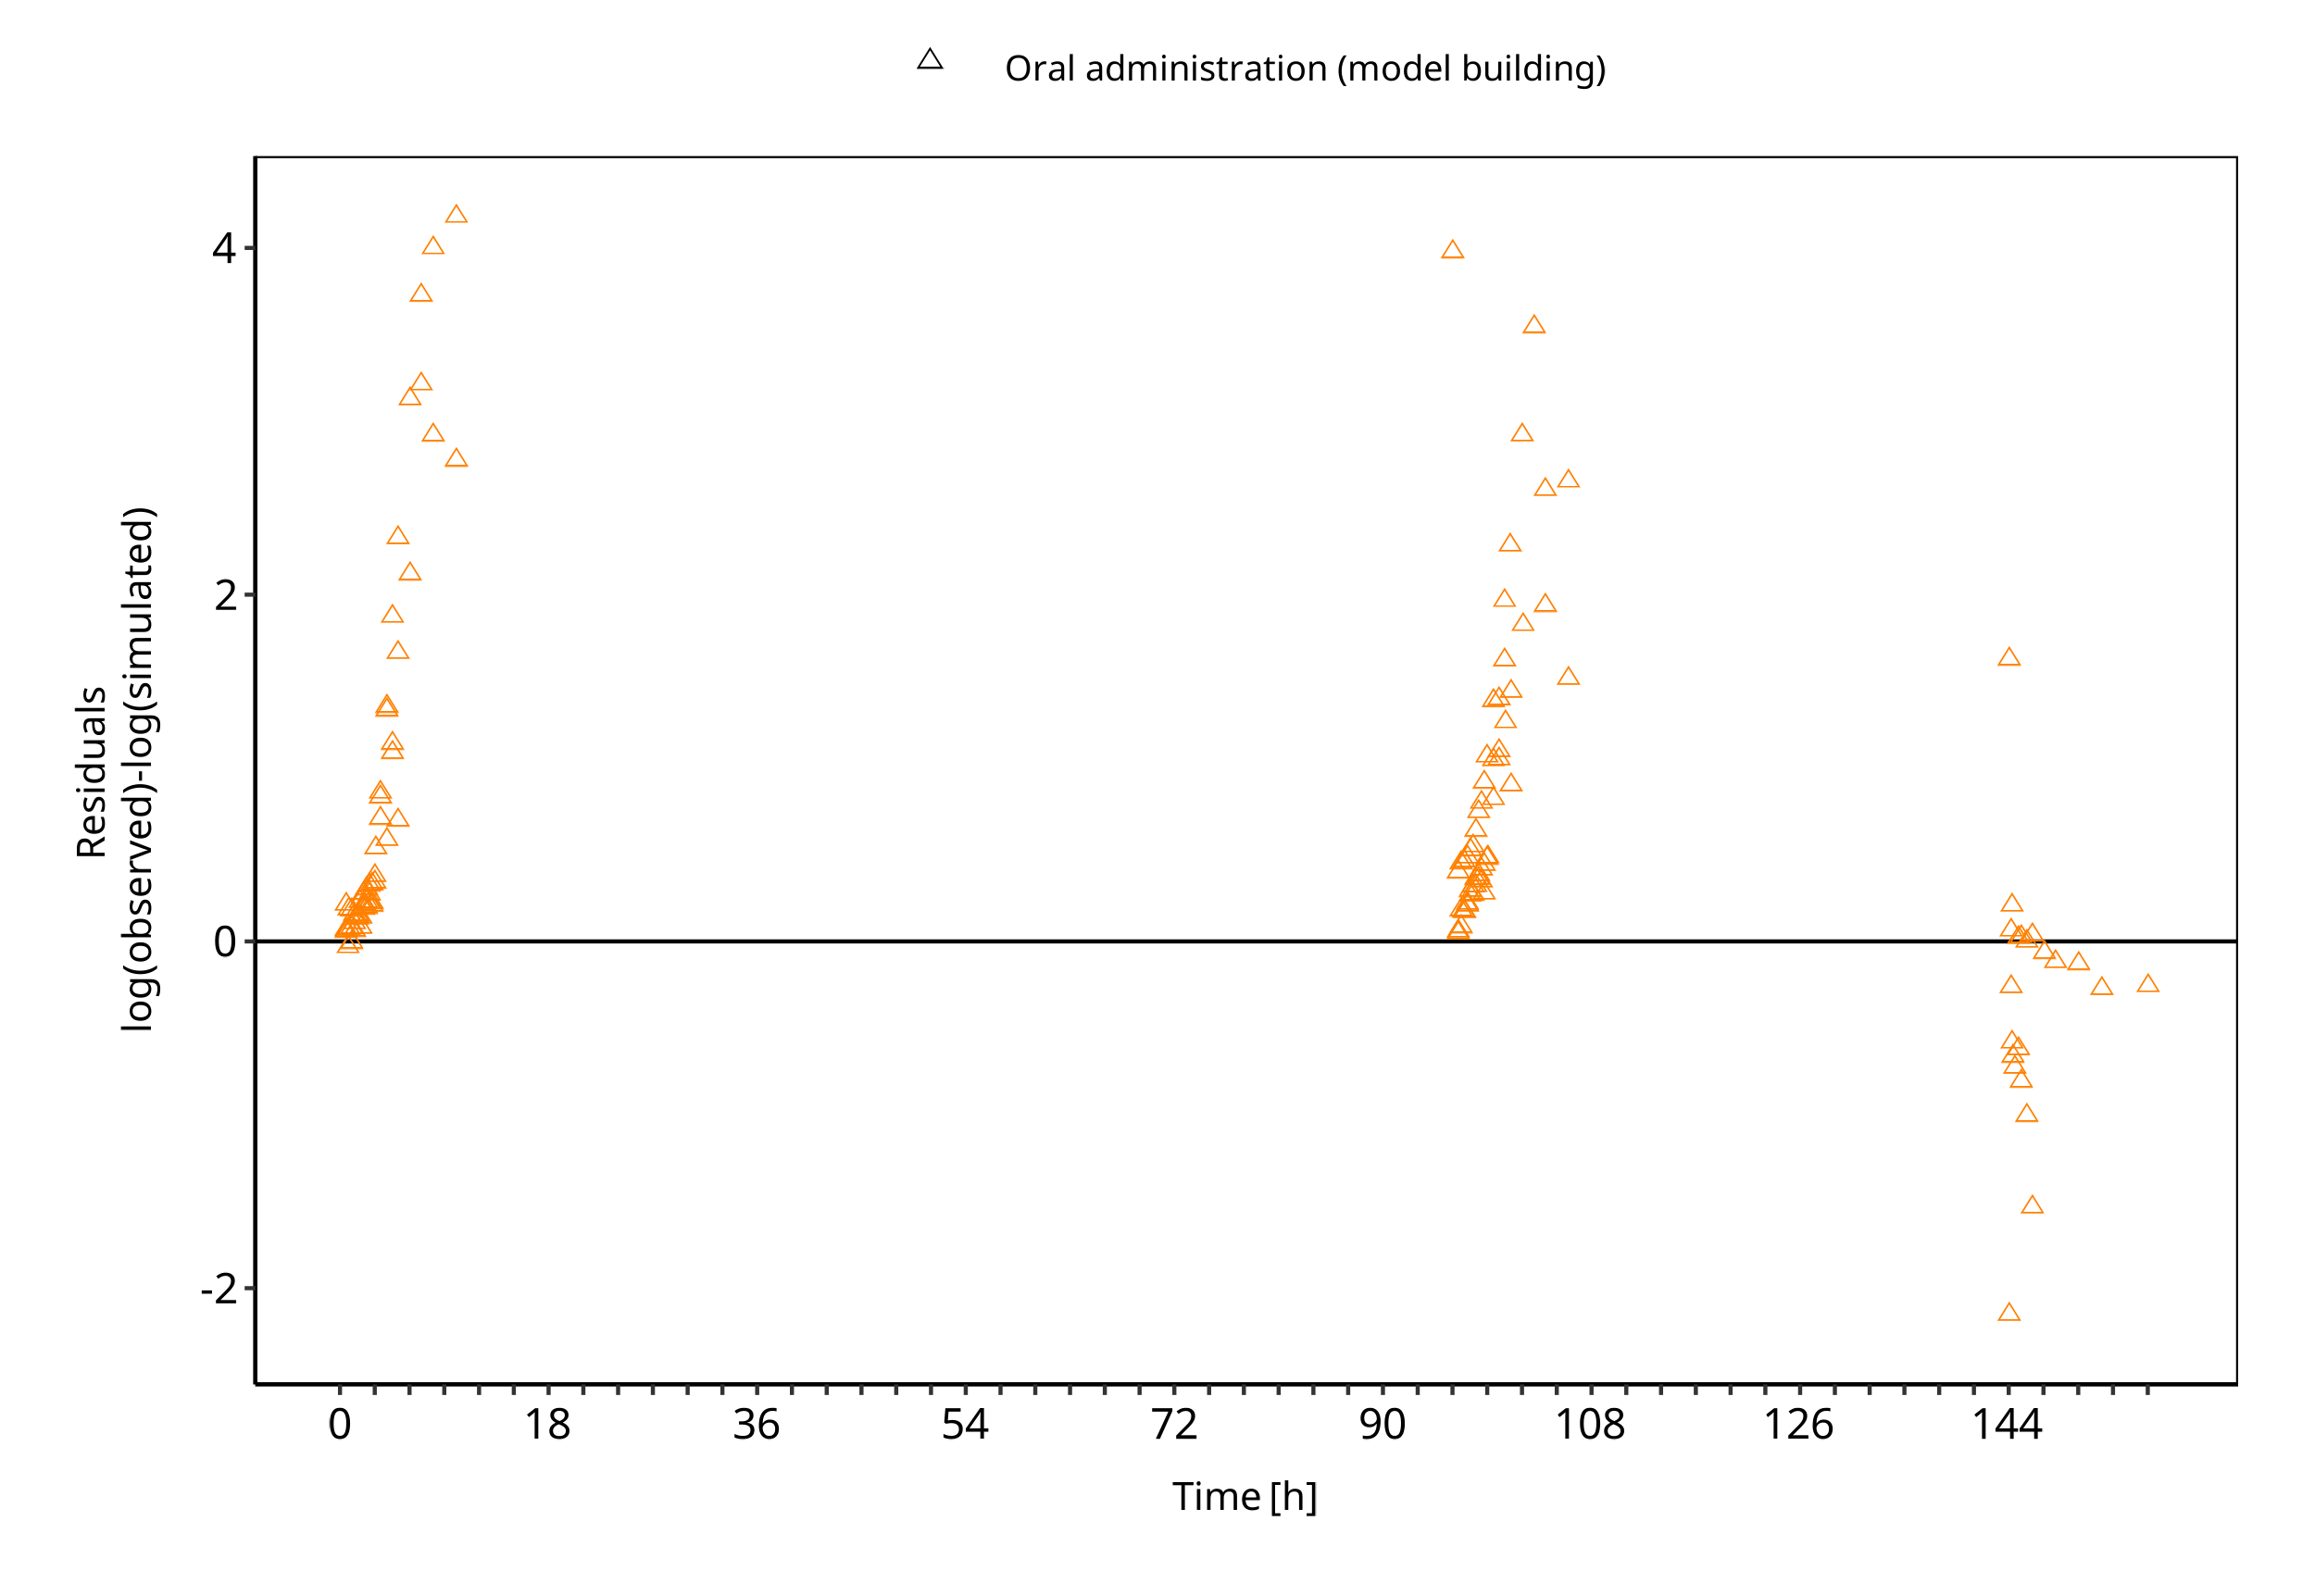 Oral administration (model building)
Residuals
log(observed)-log(simulated)
4
2
0
-2
0 18 36 54 72 90 108 126 144
Time [h]